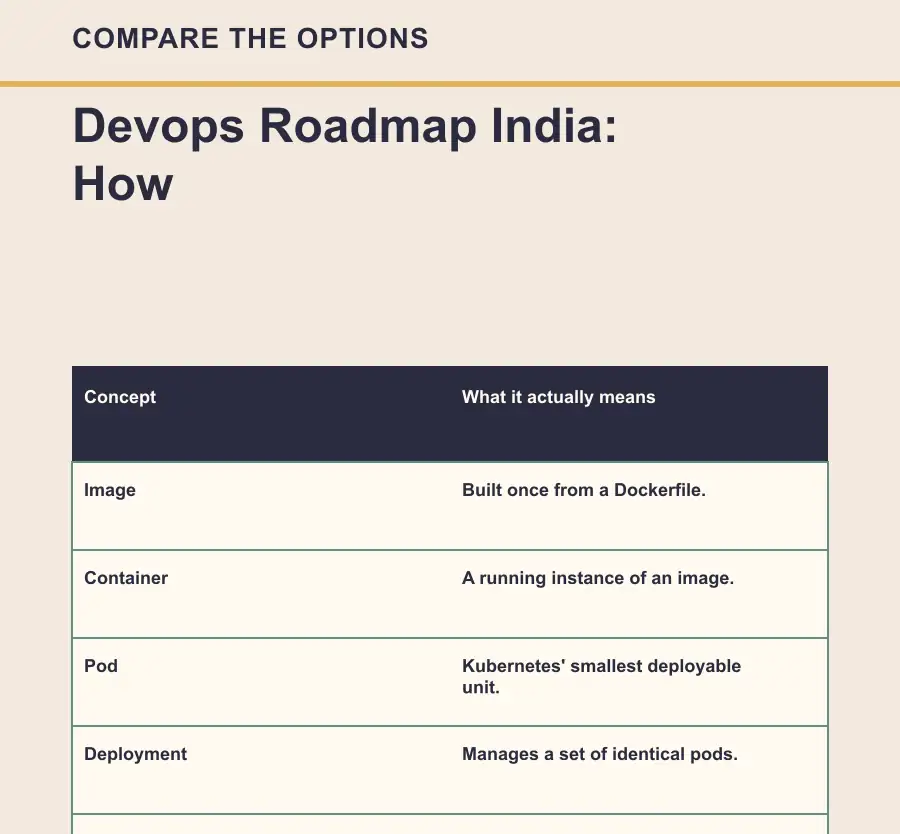 COMPARE THE OPTIONS
Devops Roadmap India:
How
Concept What it actually means
Image Built once from a Dockerfile.
Container A running instance of an image.
Pod Kubernetes' smallest deployable
unit.
Deployment Manages a set of identical pods.